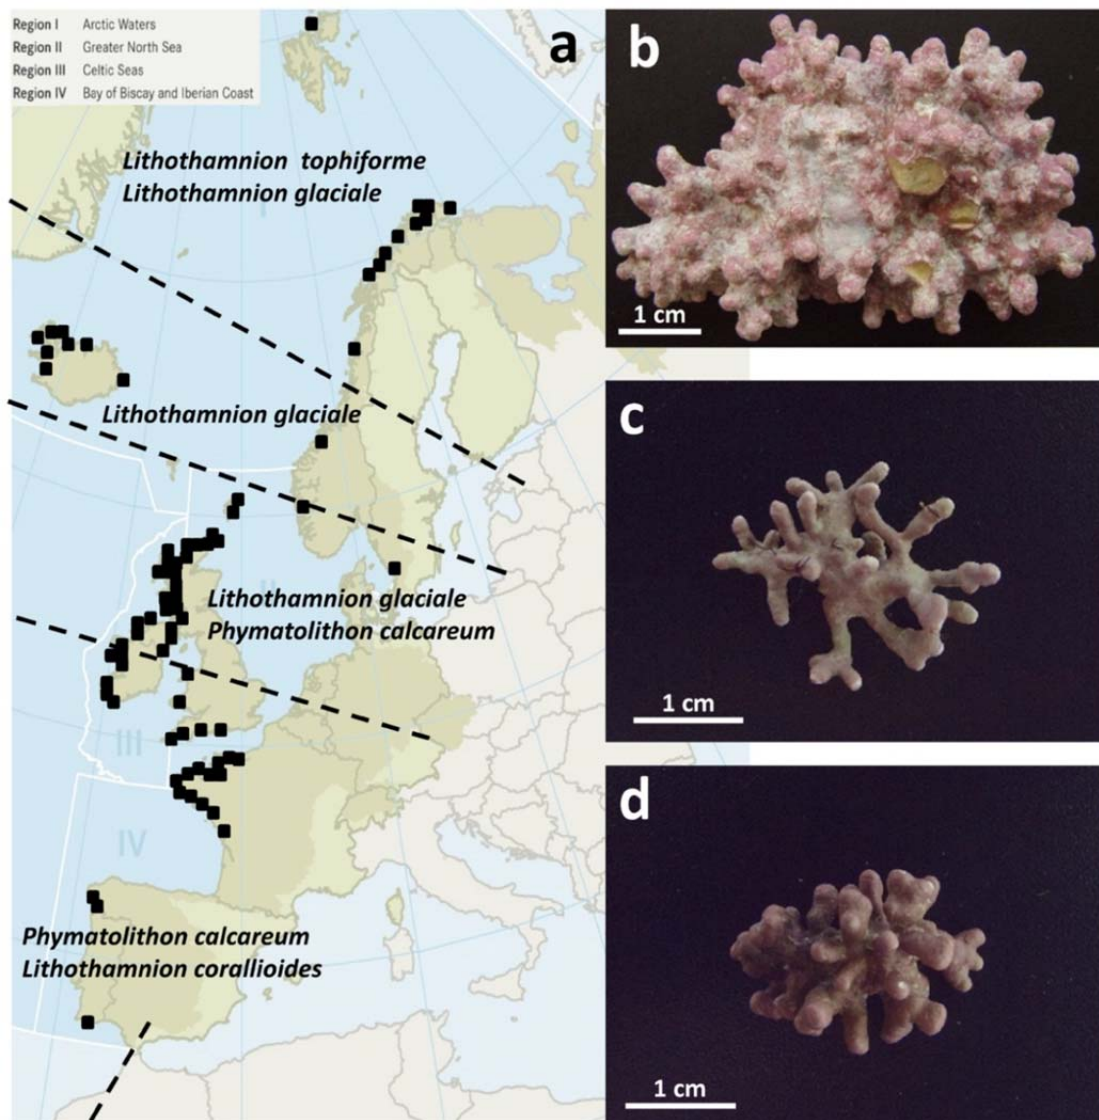 Region I Arctic Waters
Region II Greater North Sea
Region III Celtic Seas
Region IV Bay of Biscay and Iberian Coast
a
Lithothamnion tophiforme
Lithothamnion glaciale
Lithothamnion glaciale
Lithothamnion glaciale
Phymatolithon calcareum
III
IV
Phymatolithon calcareum
Lithothamnion corallioides
b
1 cm
c
1 cm
d
1 cm